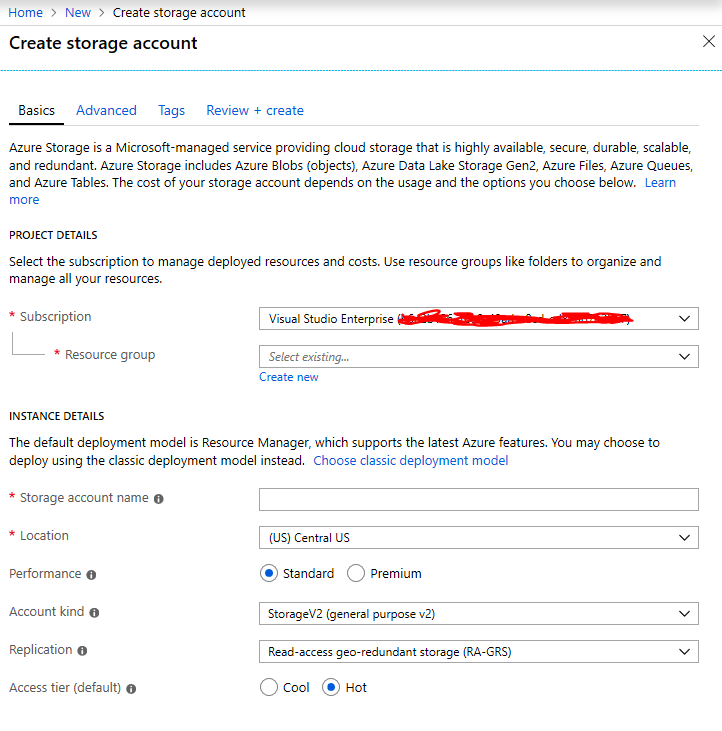 Home > New > Create storage account
Create storage account
Basics Advanced Tags Review + create
Azure Storage is a Microsoft-managed service providing cloud storage that is highly available, secure, durable, scalable,
and redundant. Azure Storage includes Azure Blobs (objects), Azure Data Lake Storage Gen2, Azure Files, Azure Queues,
and Azure Tables. The cost of your storage account depends on the usage and the options you choose below. Learn
more
PROJECT DETAILS
Select the subscription to manage deployed resources and costs. Use resource groups like folders to organize and
manage all your resources.
* Subscription Visual Studio Enterprise (
* Resource group Select existing...
Create new
INSTANCE DETAILS
The default deployment model is Resource Manager, which supports the latest Azure features. You may choose to
deploy using the classic deployment model instead. Choose classic deployment model
* Storage account name
* Location (US) Central US
Performance Standard Premium
Account kind StorageV2 (general purpose v2)
Replication Read-access geo-redundant storage (RA-GRS)
Access tier (default) Cool Hot